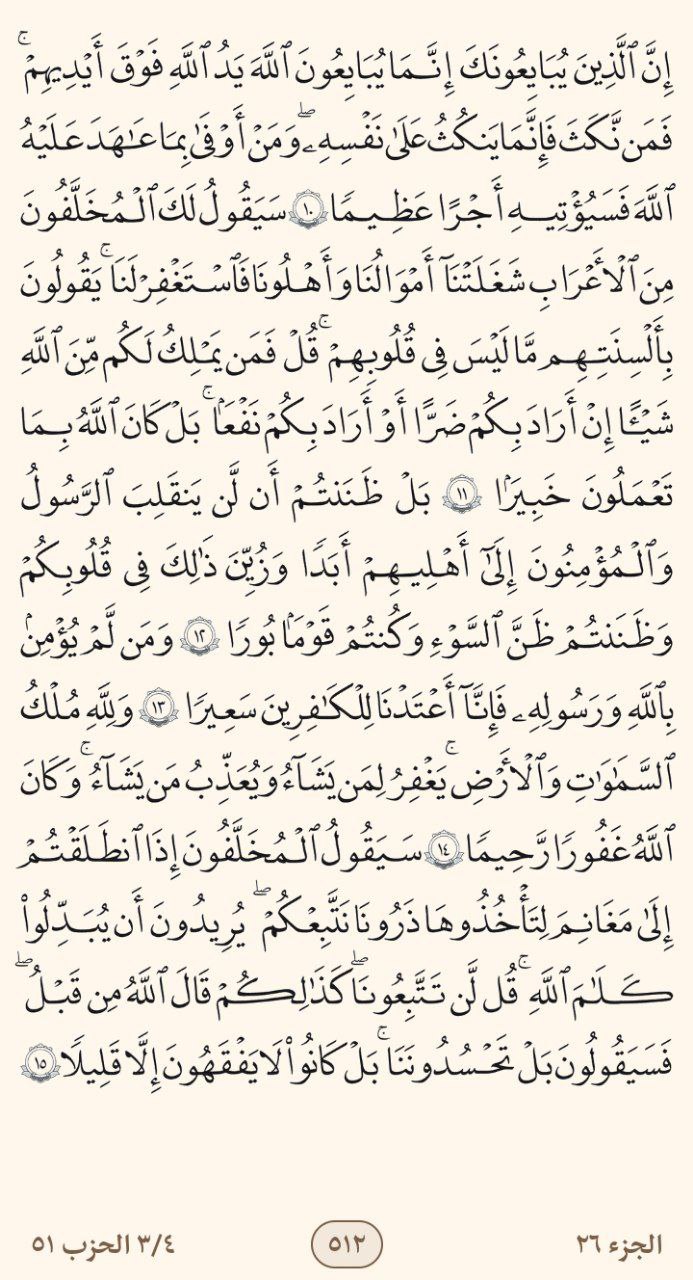 إِنَّ ٱلَّذِينَ يُبَايِعُونَكَ إِنَّمَا يُبَايِعُونَ ٱللَّهَ يَدُ ٱللَّهِ فَوْقَ أَيْدِيهِمْ ۚ
فَمَن نَّكَثَ فَإِنَّمَا يَنكُثُ عَلَىٰ نَفْسِهِۦ ۖ وَمَنْ أَوْفَىٰ بِمَا عَٰهَدَ عَلَيْهُ
ٱللَّهَ فَسَيُؤْتِيهِ أَجْرًا عَظِيمًا ١٠ سَيَقُولُ لَكَ ٱلْمُخَلَّفُونَ
مِنَ ٱلْأَعْرَابِ شَغَلَتْنَآ أَمْوَٰلُنَا وَأَهْلُونَا فَٱسْتَغْفِرْ لَنَا ۚ يَقُولُونَ
بِأَلْسِنَتِهِم مَّا لَيْسَ فِى قُلُوبِهِمْ ۚ قُلْ فَمَن يَمْلِكُ لَكُم مِّنَ ٱللَّهِ
شَيْـًٔا إِنْ أَرَادَ بِكُمْ ضَرًّا أَوْ أَرَادَ بِكُمْ نَفْعًۢا ۚ بَلْ كَانَ ٱللَّهُ بِمَا
تَعْمَلُونَ خَبِيرًۢا ١١ بَلْ ظَنَنتُمْ أَن لَّن يَنقَلِبَ ٱلرَّسُولُ
وَٱلْمُؤْمِنُونَ إِلَىٰٓ أَهْلِيهِمْ أَبَدًا وَزُيِّنَ ذَٰلِكَ فِى قُلُوبِكُمْ
وَظَنَنتُمْ ظَنَّ ٱلسَّوْءِ وَكُنتُمْ قَوْمًۢا بُورًا ١٢ وَمَن لَّمْ يُؤْمِنۢ
بِٱللَّهِ وَرَسُولِهِۦ فَإِنَّآ أَعْتَدْنَا لِلْكَٰفِرِينَ سَعِيرًا ١٣ وَلِلَّهِ مُلْكُ
ٱلسَّمَٰوَٰتِ وَٱلْأَرْضِ ۚ يَغْفِرُ لِمَن يَشَآءُ وَيُعَذِّبُ مَن يَشَآءُ ۚ وَكَانَ
ٱللَّهُ غَفُورًا رَّحِيمًا ١٤ سَيَقُولُ ٱلْمُخَلَّفُونَ إِذَا ٱنطَلَقْتُمْ
إِلَىٰ مَغَانِمَ لِتَأْخُذُوهَا ذَرُونَا نَتَّبِعْكُمْ ۖ يُرِيدُونَ أَن يُبَدِّلُوا۟
كَلَٰمَ ٱللَّهِ ۚ قُل لَّن تَتَّبِعُونَا ۖ كَذَٰلِكُمْ قَالَ ٱللَّهُ مِن قَبْلُ ۖ
فَسَيَقُولُونَ بَلْ تَحْسُدُونَنَا ۚ بَلْ كَانُوا۟ لَا يَفْقَهُونَ إِلَّا قَلِيلًا ١٥
الجزء ٢٦
٥١٢
٣/٤ الحزب ٥١